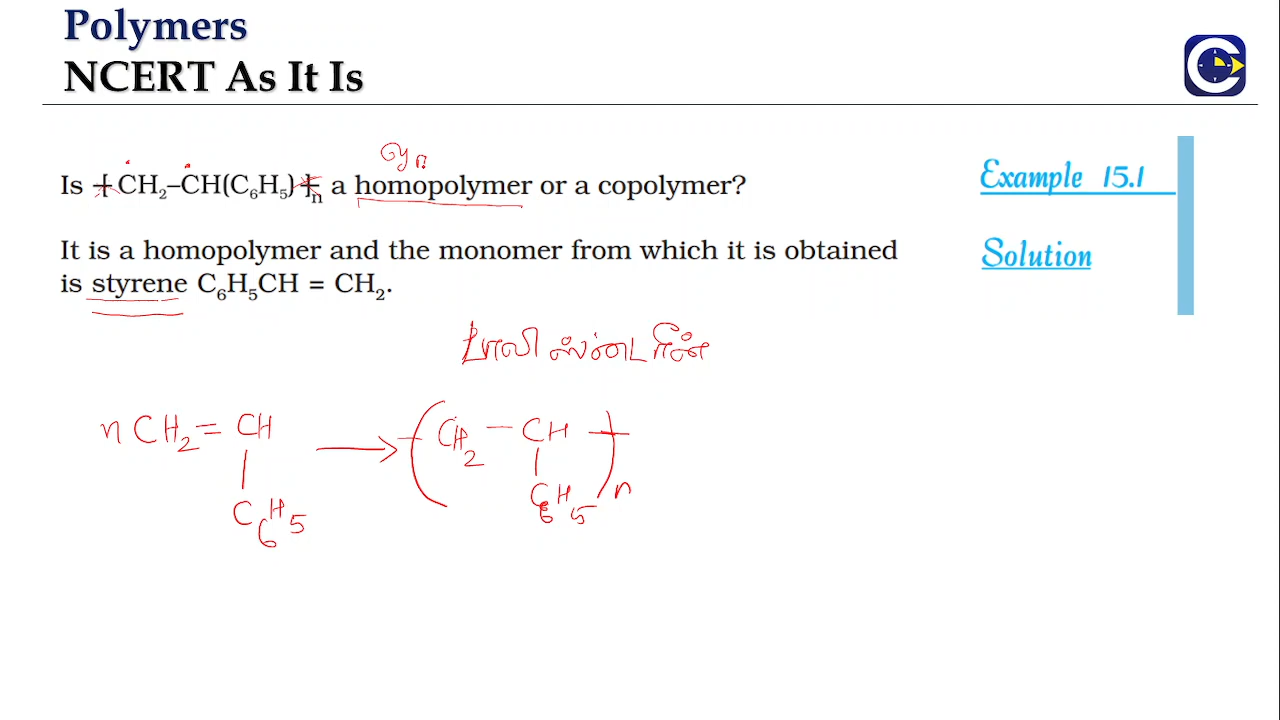 Polymers
NCERT As It Is
Is -[-CH₂–CH(C₆H₅)-]-ₙ a homopolymer or a copolymer?
Example 15.1
It is a homopolymer and the monomer from which it is obtained
Solution
is styrene C₆H₅CH = CH₂.
பாலி ஸ்டைரீன்
n CH₂ = CH ⟶ ( CH₂ – CH )n
C₆H₅ C₆H₅